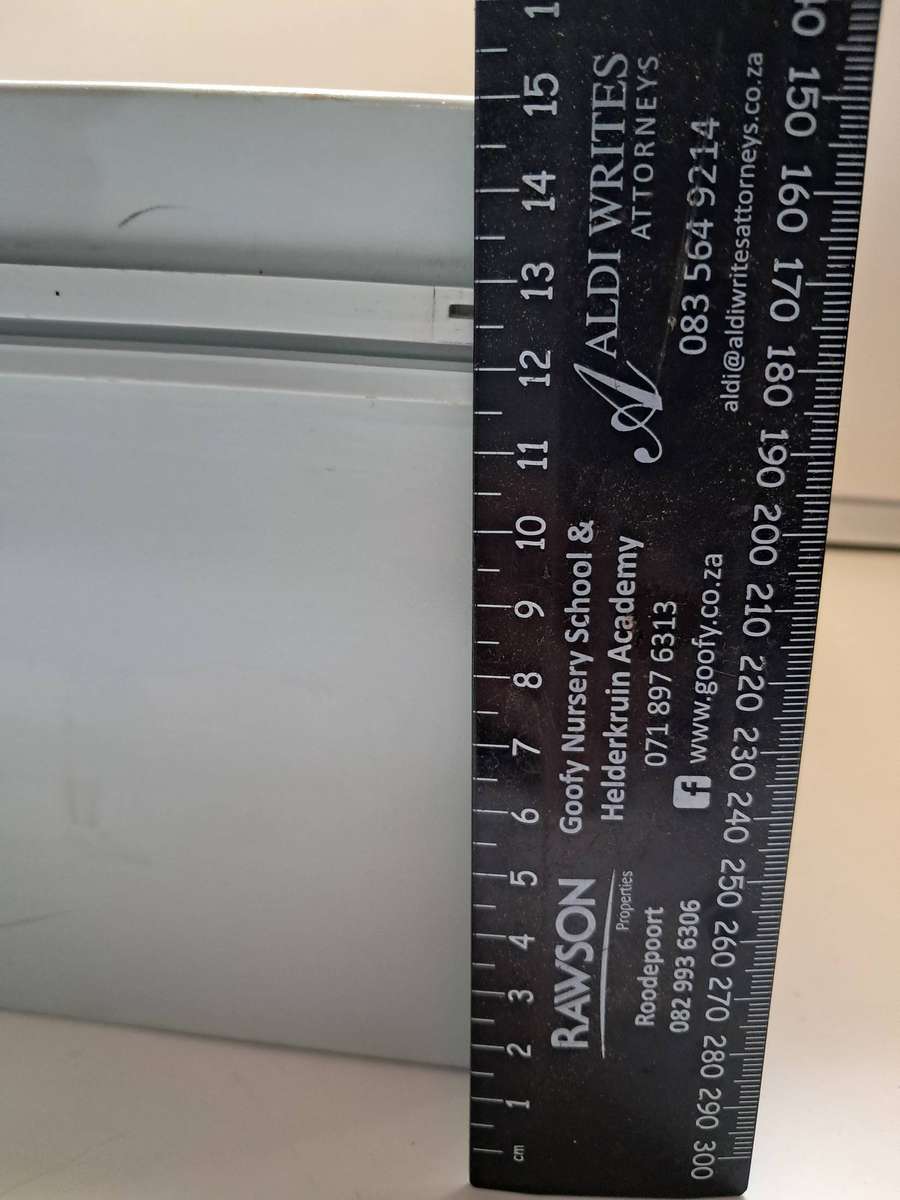 cm 1 2 3 4 5 6 7 8 9 10 11 12 13 14 15 1
RAWSON
Properties
Roodepoort
082 993 6306
Goofy Nursery School &
Helderkruin Academy
071 897 6313
f www.goofy.co.za
A ALDI WRITES
ATTORNEYS
083 564 9214
aldi@aldiwritesattorneys.co.za
40 150 160 170 180 190 200 210 220 230 240 250 260 270 280 290 300